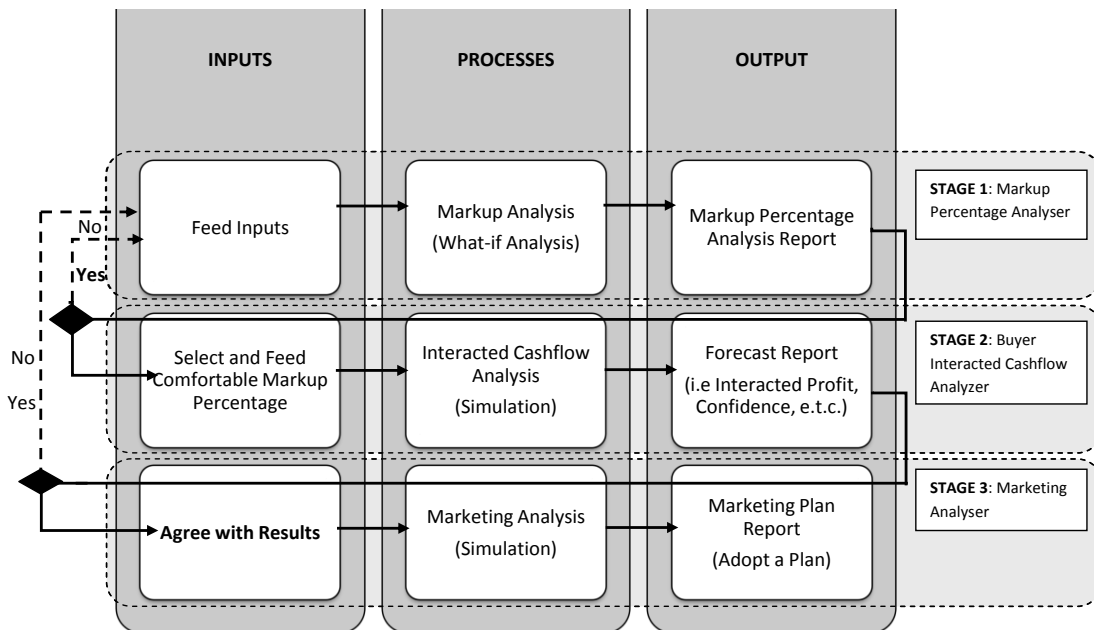 INPUTS
PROCESSES
OUTPUT
Feed Inputs
Markup Analysis
(What-if Analysis)
Markup Percentage
Analysis Report
STAGE 1: Markup
Percentage Analyser
No
Yes
Select and Feed
Comfortable Markup
Percentage
Interacted Cashflow
Analysis
(Simulation)
Forecast Report
(i.e Interacted Profit,
Confidence, e.t.c.)
STAGE 2: Buyer
Interacted Cashflow
Analyzer
No
Yes
Agree with Results
Marketing Analysis
(Simulation)
Marketing Plan
Report
(Adopt a Plan)
STAGE 3: Marketing
Analyser